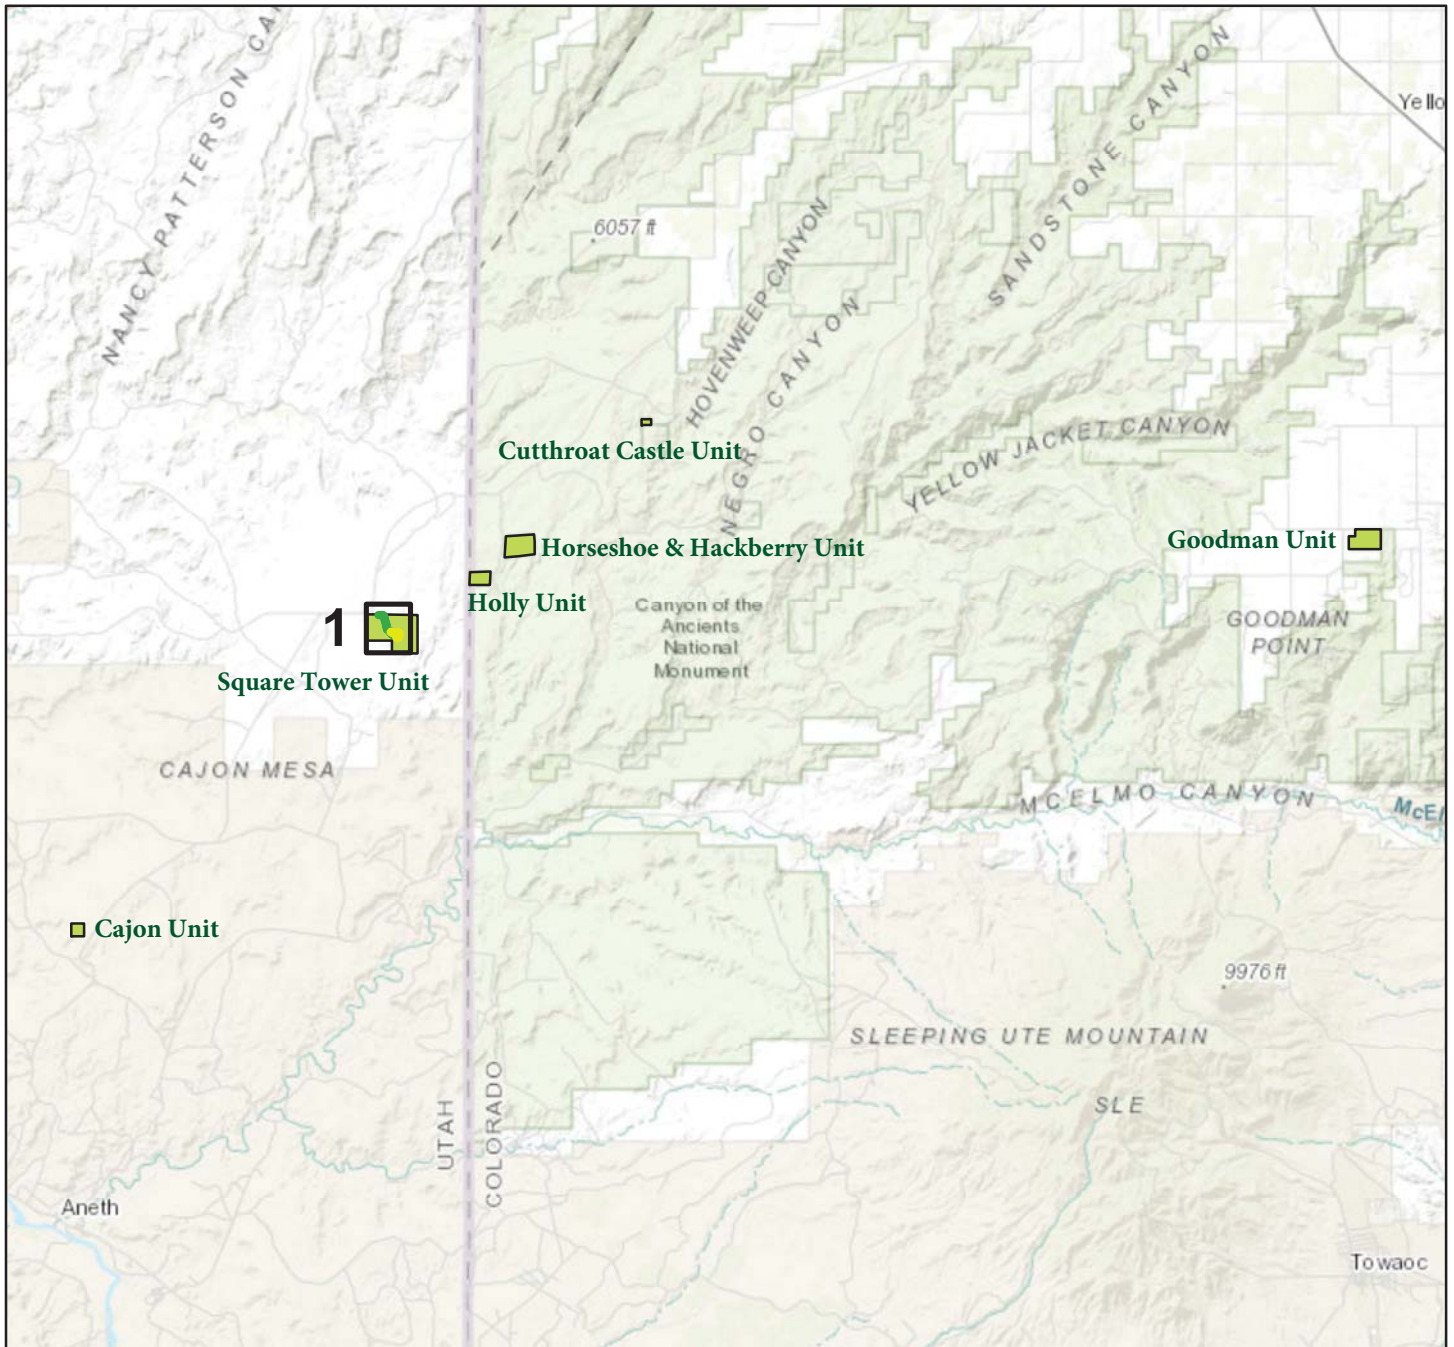 NANCY PATTERSON CA
SANDSTONE CANYON
Yello
6057 ft
HOVENWEEP CANYON
NEGRO CANYON
YELLOW JACKET CANYON
Cutthroat Castle Unit
Horseshoe & Hackberry Unit
Goodman Unit
Holly Unit
Canyon of the
Ancients
National
Monument
GOODMAN
POINT
1
Square Tower Unit
CAJON MESA
MCELMO CANYON
McEl
Cajon Unit
9976 ft
SLEEPING UTE MOUNTAIN
SLE
UTAH
COLORADO
Aneth
Towaoc